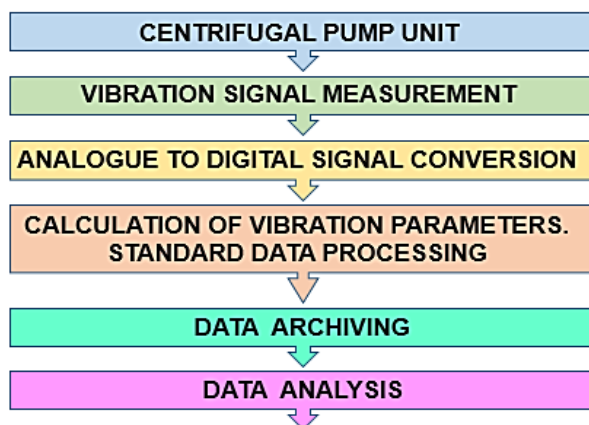 CENTRIFUGAL PUMP UNIT
VIBRATION SIGNAL MEASUREMENT
ANALOGUE TO DIGITAL SIGNAL CONVERSION
CALCULATION OF VIBRATION PARAMETERS.
STANDARD DATA PROCESSING
DATA ARCHIVING
DATA ANALYSIS